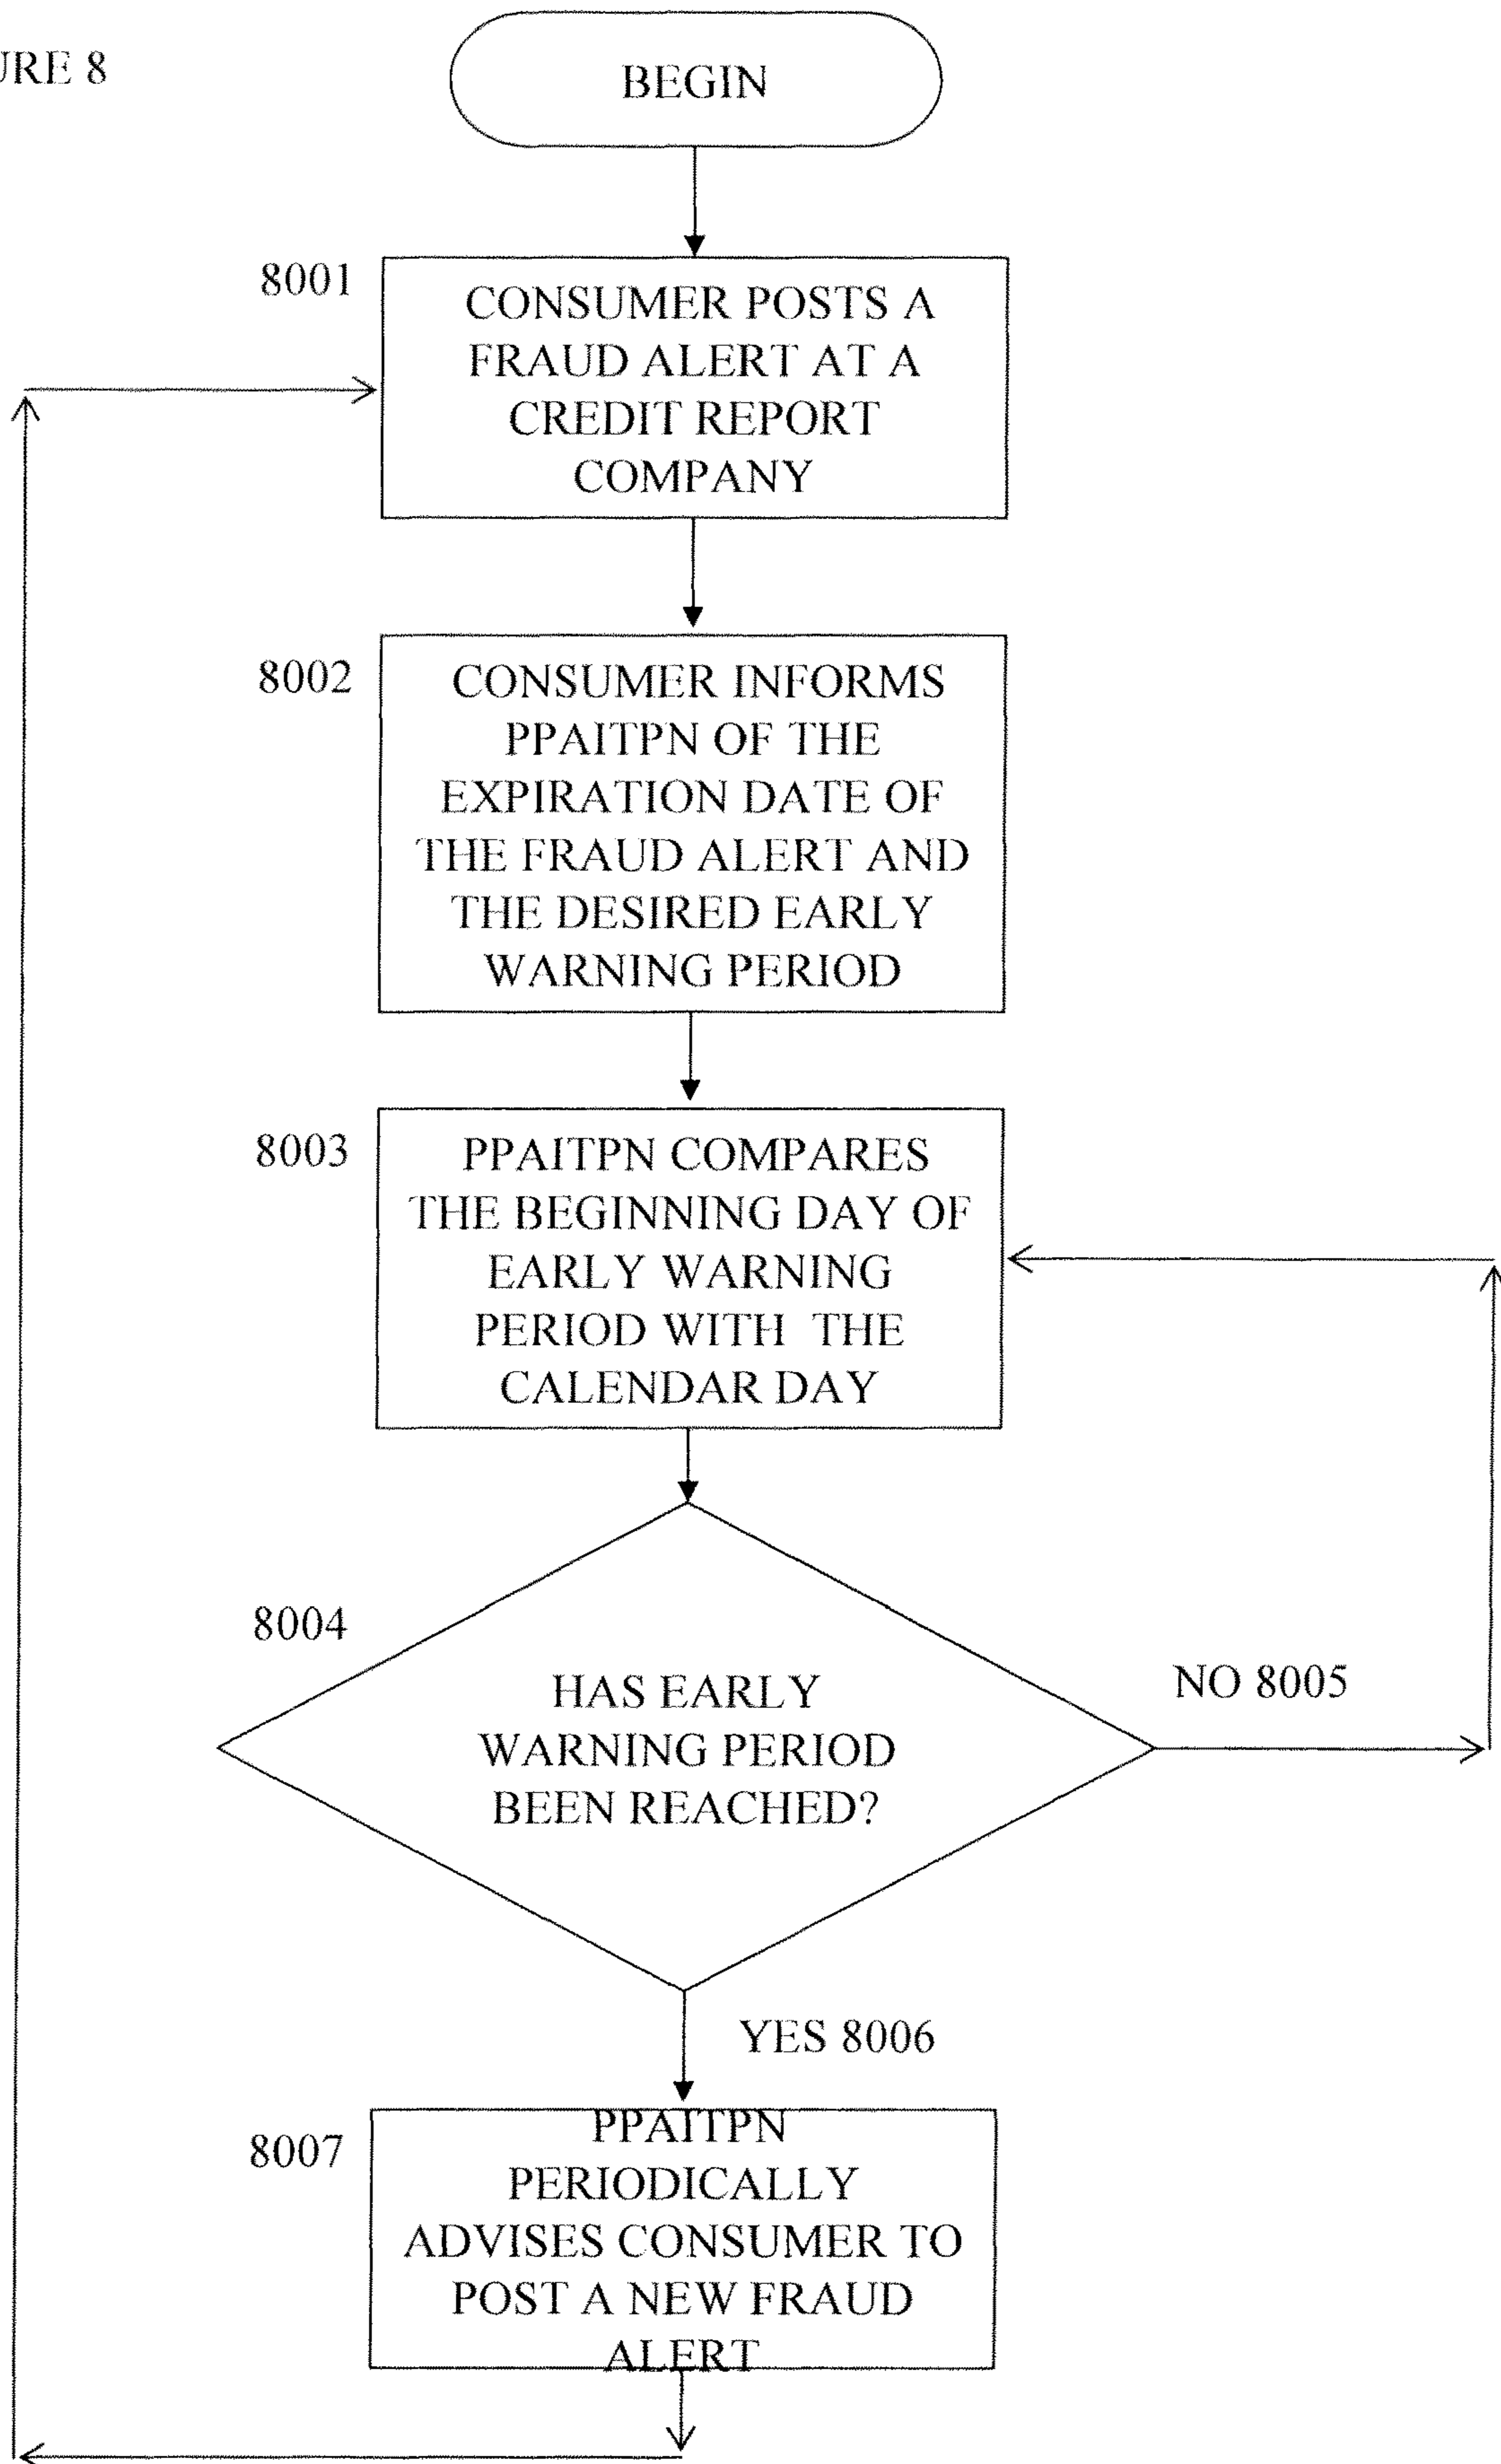 URE 8
BEGIN
8001
CONSUMER POSTS A
FRAUD ALERT AT A
CREDIT REPORT
COMPANY
8002
CONSUMER INFORMS
PPAITPN OF THE
EXPIRATION DATE OF
THE FRAUD ALERT AND
THE DESIRED EARLY
WARNING PERIOD
8003
PPAITPN COMPARES
THE BEGINNING DAY OF
EARLY WARNING
PERIOD WITH THE
CALENDAR DAY
8004
HAS EARLY
WARNING PERIOD
BEEN REACHED?
NO 8005
YES 8006
8007
PPAITPN
PERIODICALLY
ADVISES CONSUMER TO
POST A NEW FRAUD
ALERT